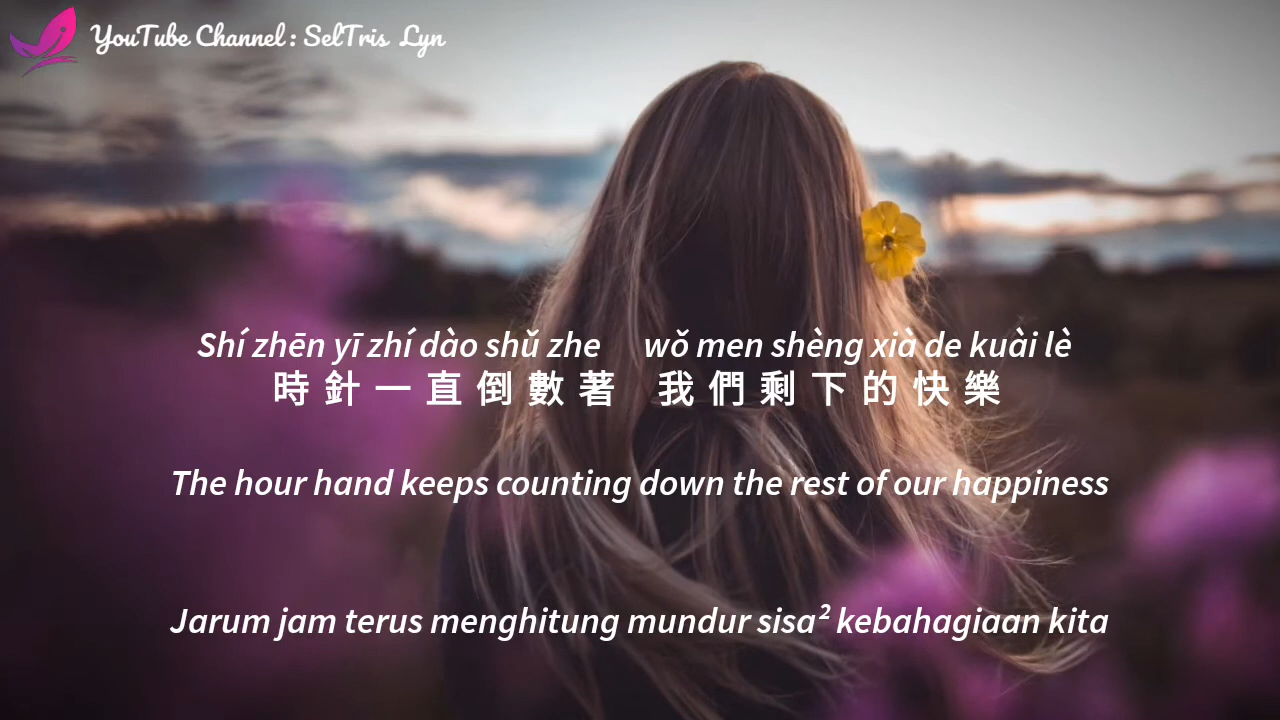 YouTube Channel : SelTris Lyn
Shí zhēn yī zhí dào shǔ zhe wǒ men shèng xià de kuài lè
時針一直倒數著 我們剩下的快樂
The hour hand keeps counting down the rest of our happiness
Jarum jam terus menghitung mundur sisa² kebahagiaan kita